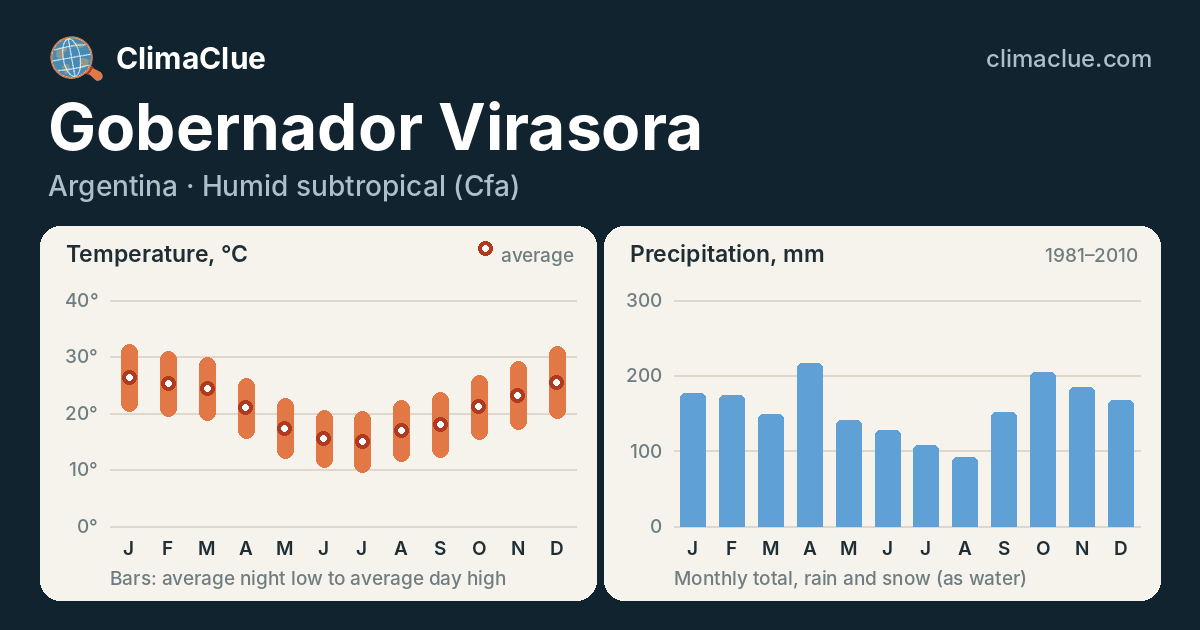 ClimaClue
climaclue.com
Gobernador Virasora
Argentina · Humid subtropical (Cfa)
Temperature, °C
average
40°
30°
20°
10°
0°
J F M A M J J A S O N D
Bars: average night low to average day high
Precipitation, mm
1981–2010
300
200
100
0
J F M A M J J A S O N D
Monthly total, rain and snow (as water)